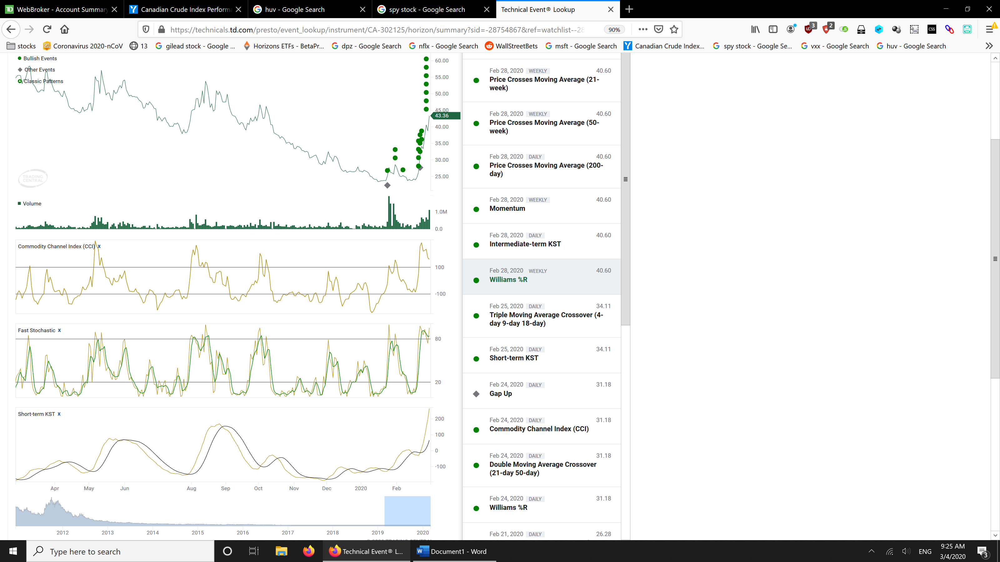 WebBroker - Account Summary
Canadian Crude Index Performa
huv - Google Search
spy stock - Google Search
Technical Event® Lookup
https://technicals.td.com/presto/event_lookup/instrument/CA-302125/horizon/summary?sid=-28754867&ref=watchlist--28
90%
3
2
stocks
Coronavirus 2020-nCoV
13
gilead stock - Google ...
Horizons ETFs - BetaPr...
dpz - Google Search
nflx - Google Search
WallStreetBets
msft - Google Search
Canadian Crude Index...
spy stock - Google Se...
vxx - Google Search
huv - Google Search
Bullish Events
Other Events
Classic Patterns
60.00
55.00
50.00
45.00
43.36
40.00
35.00
30.00
25.00
TRADING
CENTRAL
Volume
1.0M
0.0
Commodity Channel Index (CCI) x
100
-100
Fast Stochastic x
80
20
Short-term KST x
200
100
0
-100
Apr May Jun Aug Sep Oct Nov Dec 2020 Feb
2012 2013 2014 2015 2016 2017 2018 2019 2020
Feb 28, 2020 WEEKLY 40.60
Price Crosses Moving Average (21-
week)
Feb 28, 2020 WEEKLY 40.60
Price Crosses Moving Average (50-
week)
Feb 28, 2020 DAILY 40.60
Price Crosses Moving Average (200-
day)
Feb 28, 2020 WEEKLY 40.60
Momentum
Feb 28, 2020 DAILY 40.60
Intermediate-term KST
Feb 28, 2020 WEEKLY 40.60
Williams %R
Feb 25, 2020 DAILY 34.11
Triple Moving Average Crossover (4-
day 9-day 18-day)
Feb 25, 2020 DAILY 34.11
Short-term KST
Feb 24, 2020 DAILY 31.18
Gap Up
Feb 24, 2020 DAILY 31.18
Commodity Channel Index (CCI)
Feb 24, 2020 DAILY 31.18
Double Moving Average Crossover
(21-day 50-day)
Feb 24, 2020 DAILY 31.18
Williams %R
Feb 21, 2020 DAILY 26.28
Type here to search
Technical Event® L...
Document1 - Word
ENG
9:25 AM
3/4/2020
3